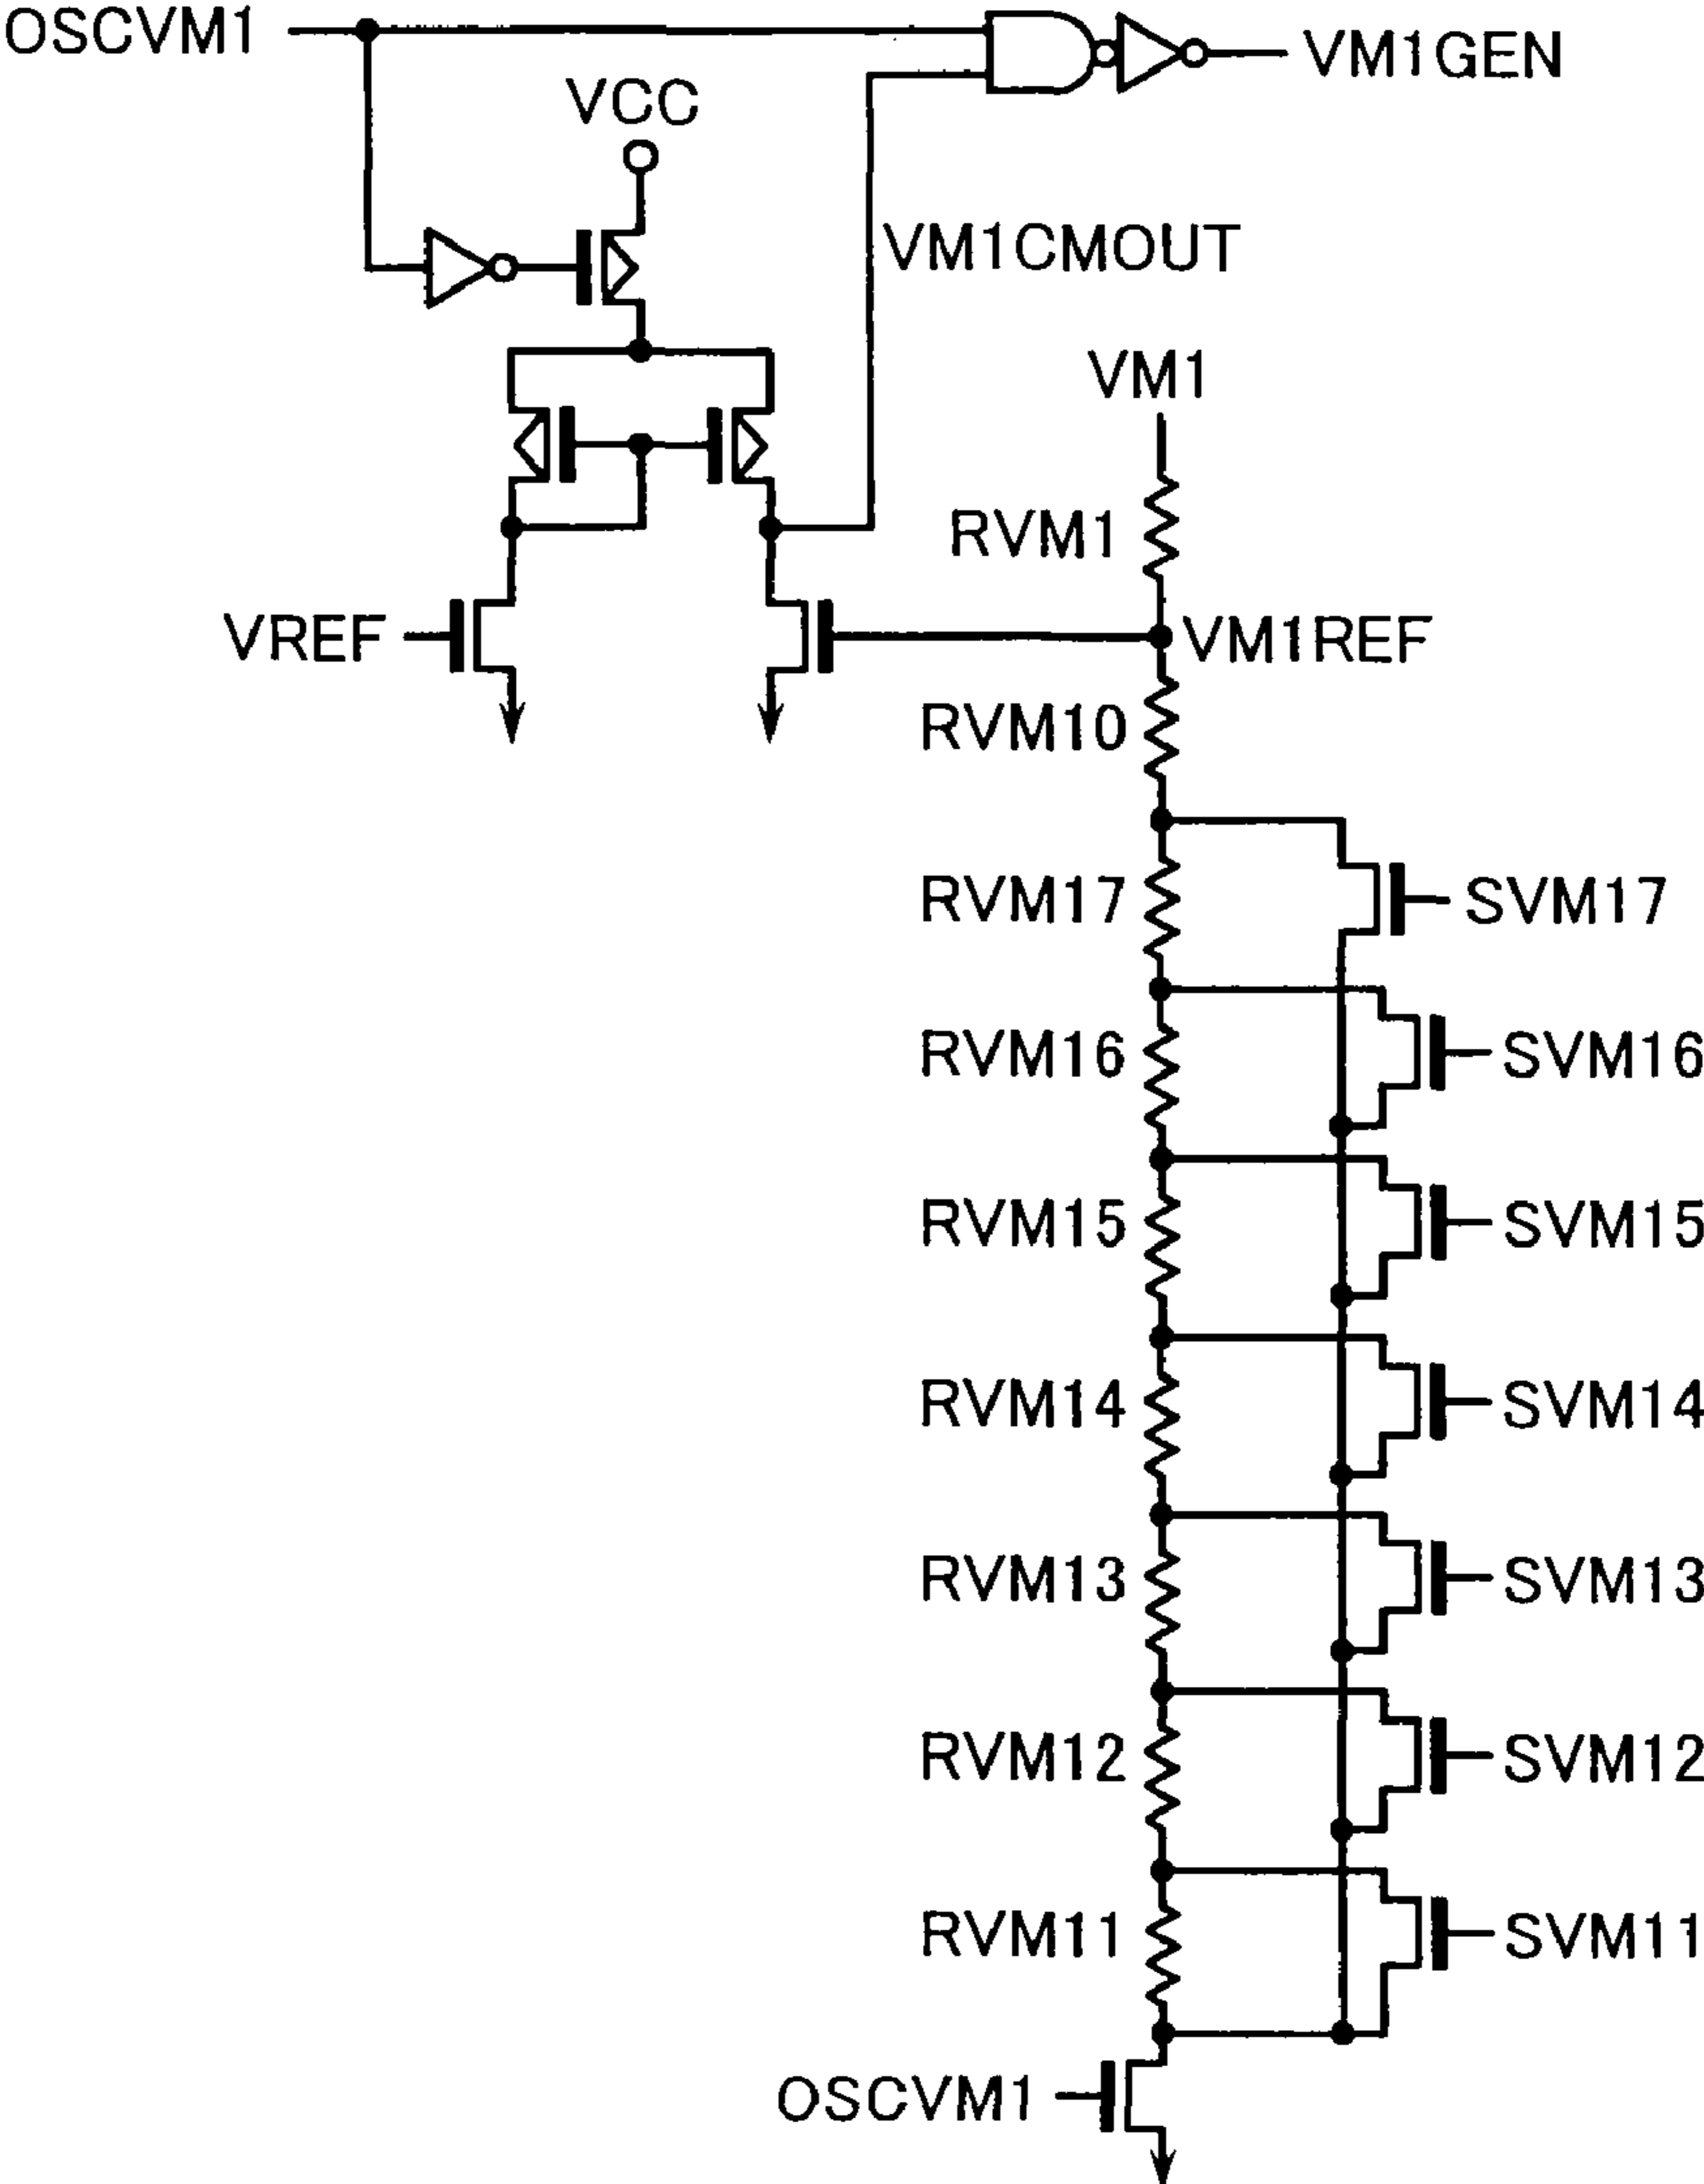 OSCVM1
VM1GEN
VCC
VM1CMOUT
VM1
RVM1
VREF
VM1REF
RVM10
RVM17
SVM17
RVM16
SVM16
RVM15
SVM15
RVM14
SVM14
RVM13
SVM13
RVM12
SVM12
RVM11
SVM11
OSCVM1